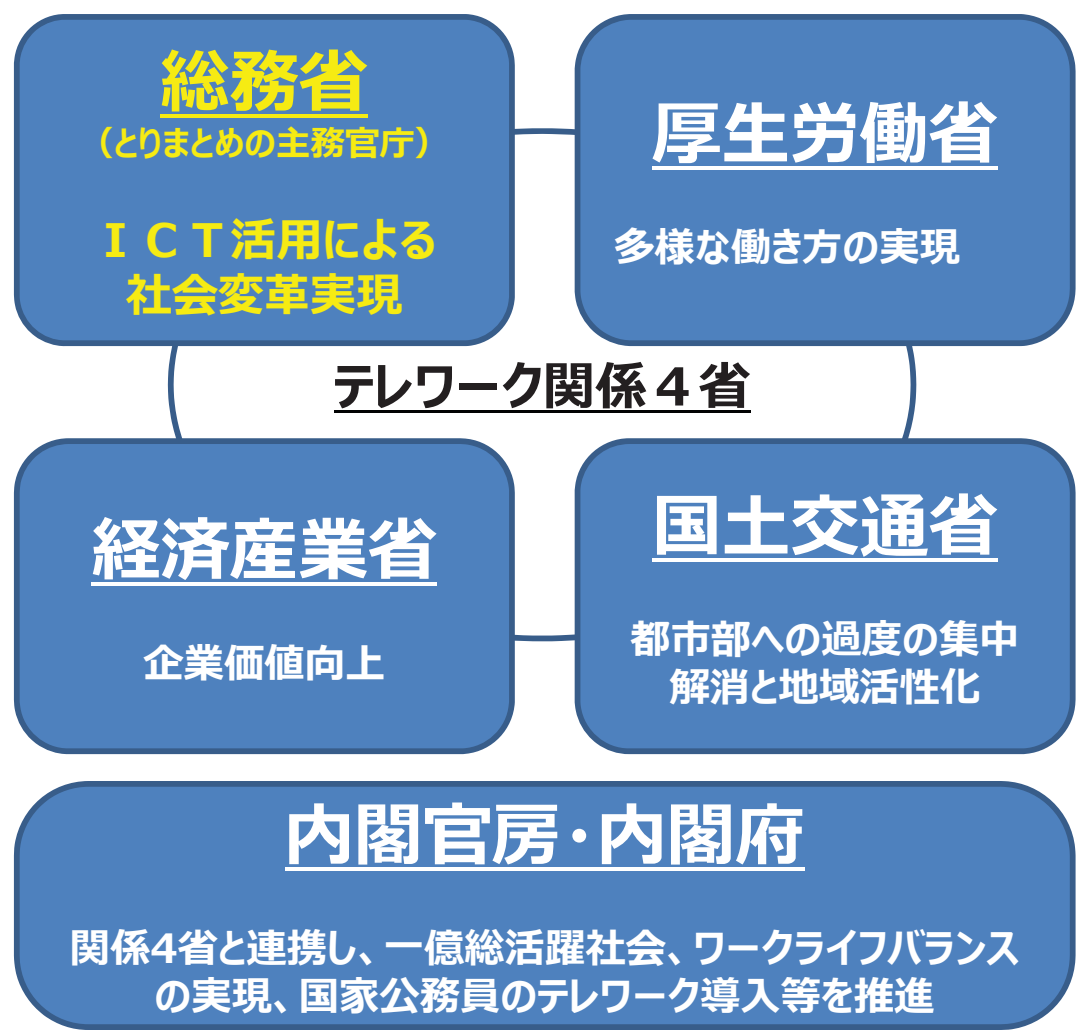 総務省
（とりまとめの主務官庁）
ＩＣＴ活用による
社会変革実現
厚生労働省
多様な働き方の実現
テレワーク関係４省
経済産業省
企業価値向上
国土交通省
都市部への過度の集中
解消と地域活性化
内閣官房・内閣府
関係4省と連携し、一億総活躍社会、ワークライフバランス
の実現、国家公務員のテレワーク導入等を推進